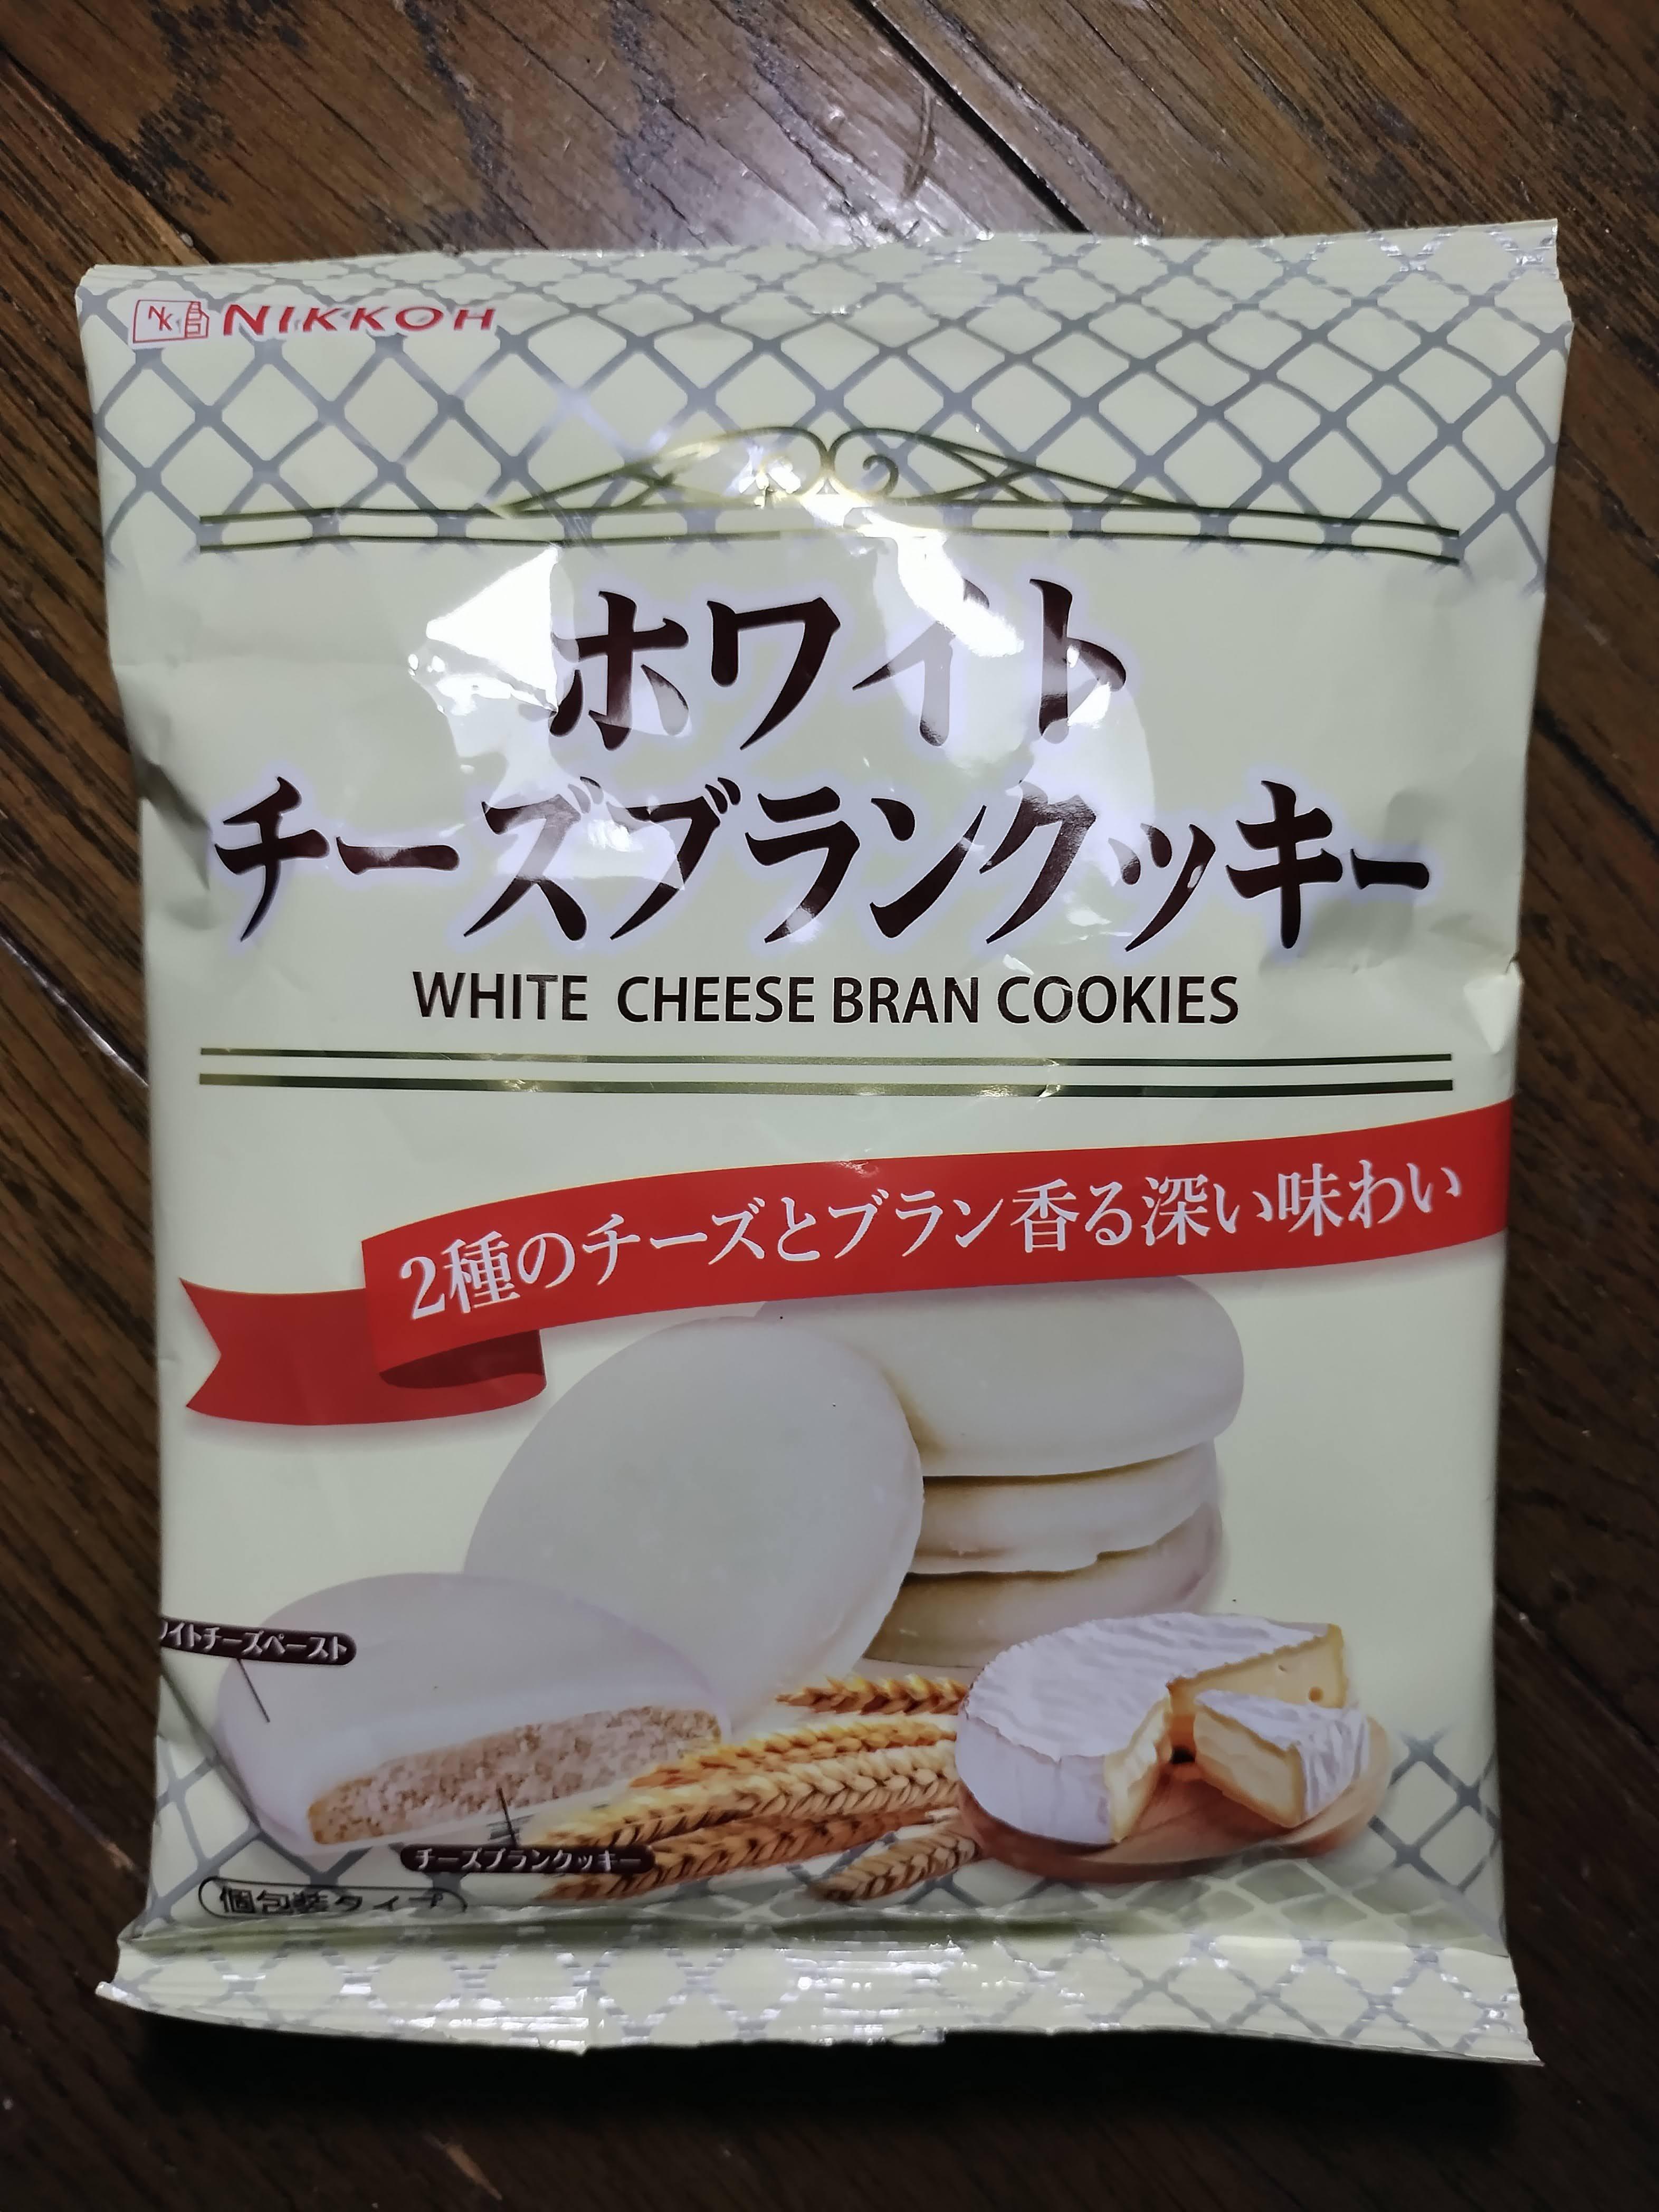 NK NIKKOH
ホワイト
チーズブランクッキー
WHITE CHEESE BRAN COOKIES
2種のチーズとブラン香る深い味わい
ワイトチーズペースト
チーズブランクッキー
個包装タイプ